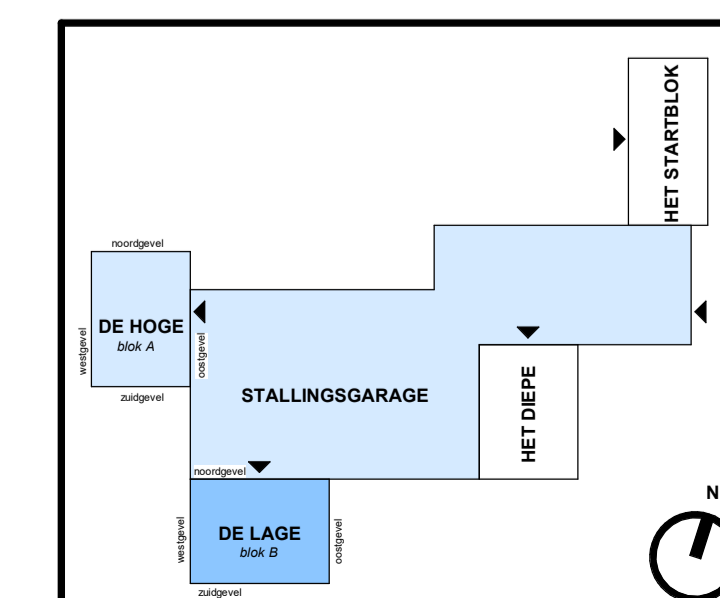 HET STARTBLOK
noordgevel
DE HOGE
blok A
westgevel
oostgevel
zuidgevel
STALLINGSGARAGE
HET DIEPE
noordgevel
DE LAGE
blok B
westgevel
oostgevel
zuidgevel
N